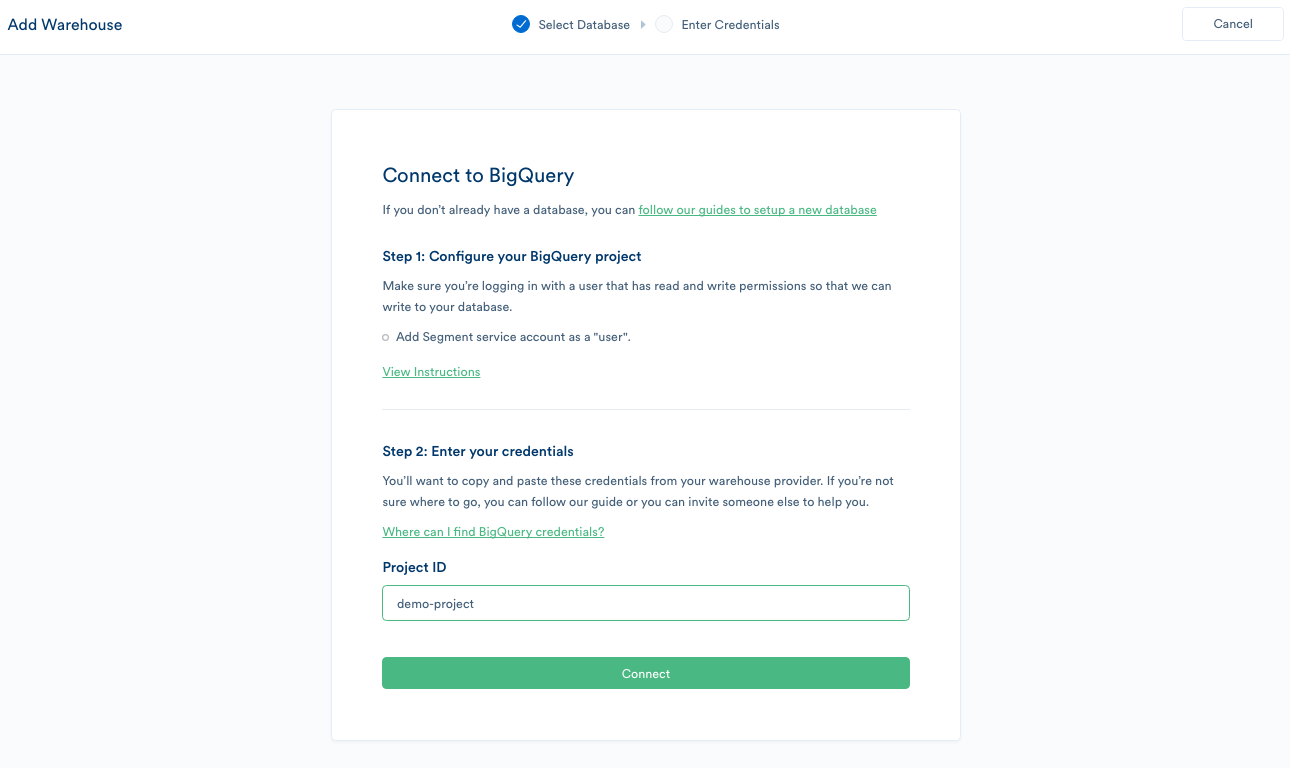 Add Warehouse
Select Database
Enter Credentials
Cancel
Connect to BigQuery
If you don't already have a database, you can follow our guides to setup a new database
Step 1: Configure your BigQuery project
Make sure you're logging in with a user that has read and write permissions so that we can
write to your database.
Add Segment service account as a "user".
View Instructions
Step 2: Enter your credentials
You'll want to copy and paste these credentials from your warehouse provider. If you're not
sure where to go, you can follow our guide or you can invite someone else to help you.
Where can I find BigQuery credentials?
Project ID
demo-project
Connect